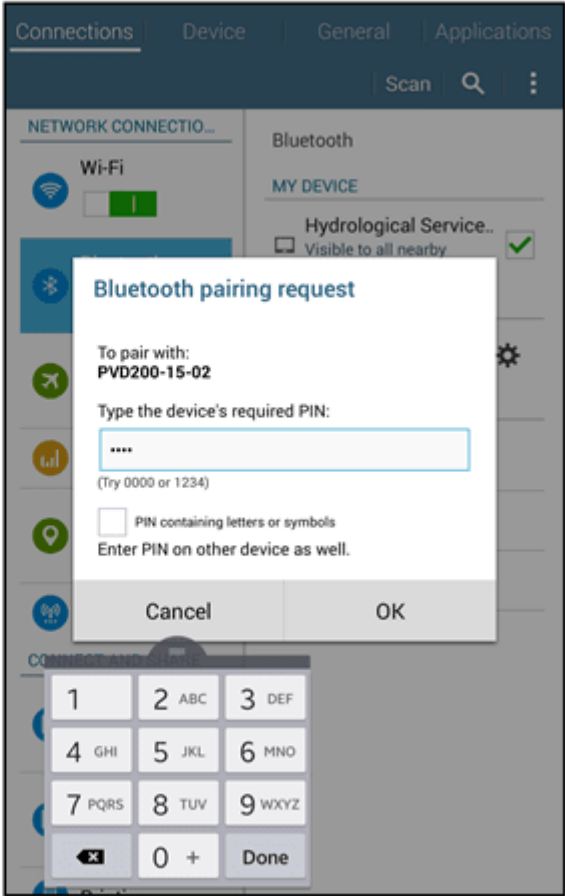 Connections Device General Applications
Scan
NETWORK CONNECTIO...
Bluetooth
Wi-Fi
MY DEVICE
Hydrological Service..
Visible to all nearby
Bluetooth pairing request
To pair with:
PVD200-15-02
Type the device's required PIN:
....
(Try 0000 or 1234)
PIN containing letters or symbols
Enter PIN on other device as well.
Cancel OK
CONNECT AND SHARE
1 2 ABC 3 DEF
4 GHI 5 JKL 6 MNO
7 PQRS 8 TUV 9 WXYZ
0 + Done